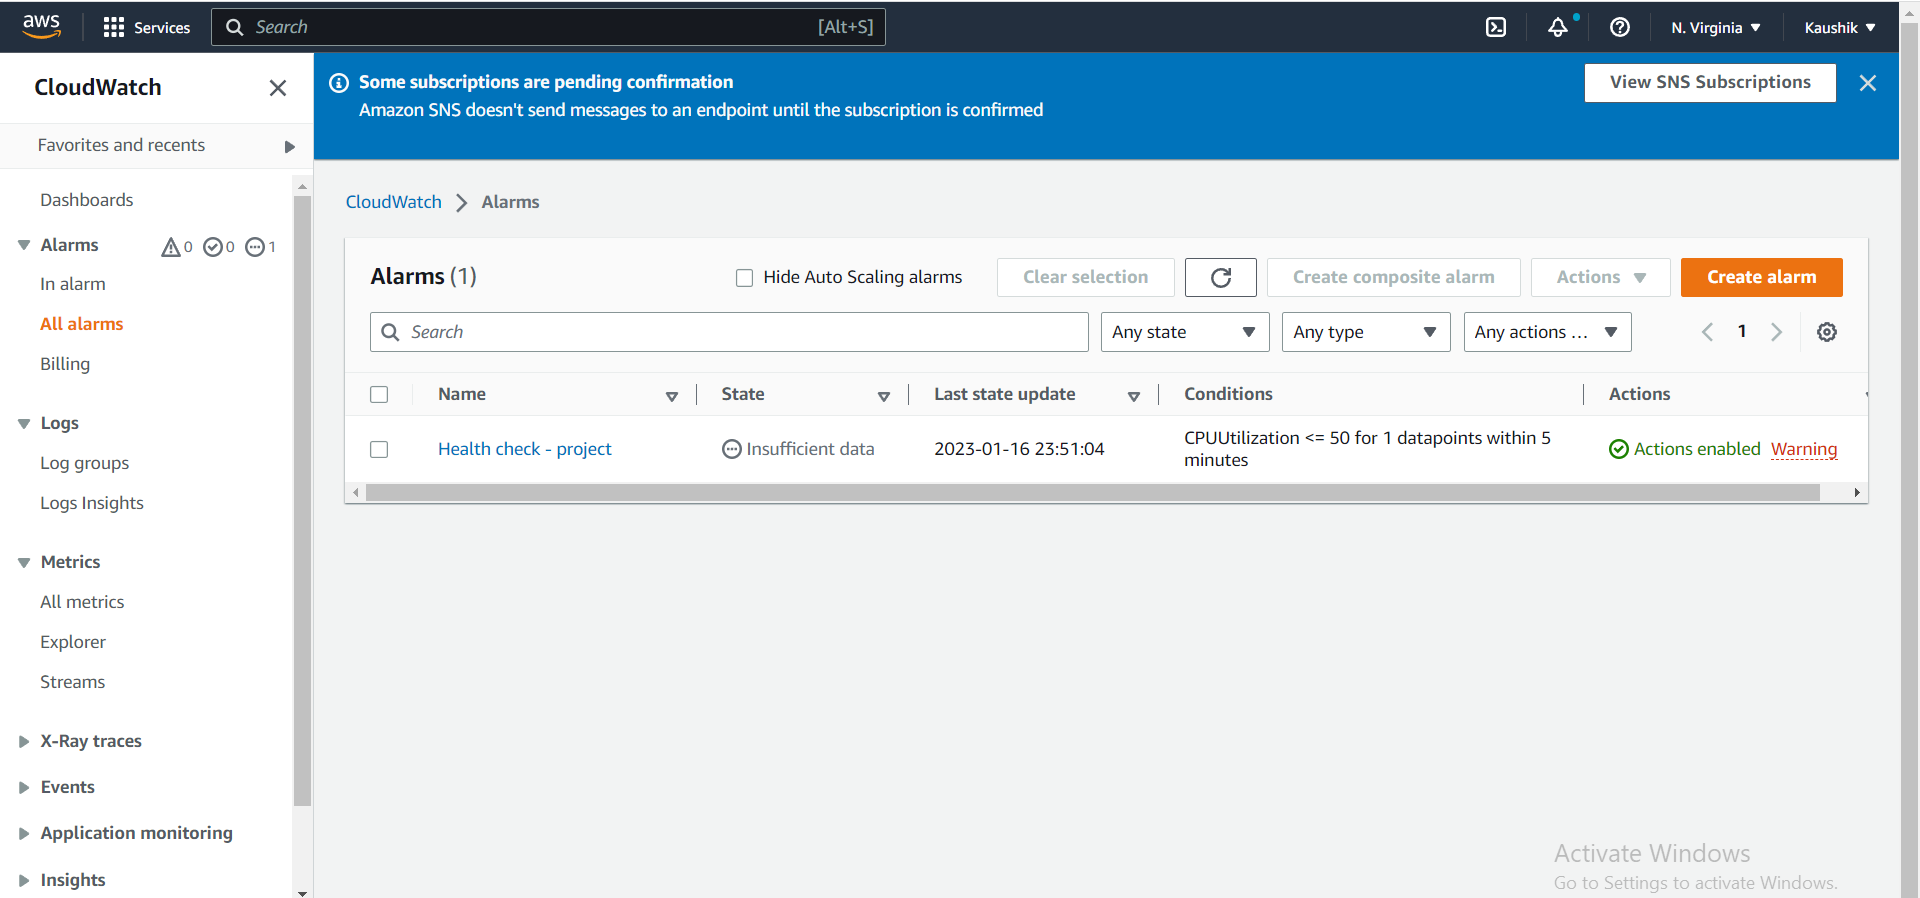 aws
Services
Search
[Alt+S]
N. Virginia
Kaushik
CloudWatch
Favorites and recents
Dashboards
Alarms 0 0 1
In alarm
All alarms
Billing
Logs
Log groups
Logs Insights
Metrics
All metrics
Explorer
Streams
X-Ray traces
Events
Application monitoring
Insights
Some subscriptions are pending confirmation
Amazon SNS doesn't send messages to an endpoint until the subscription is confirmed
View SNS Subscriptions
CloudWatch
Alarms
Alarms (1)
Hide Auto Scaling alarms
Clear selection
Create composite alarm
Actions
Create alarm
Search
Any state
Any type
Any actions ...
1
Name
State
Last state update
Conditions
Actions
Health check - project
Insufficient data
2023-01-16 23:51:04
CPUUtilization <= 50 for 1 datapoints within 5
minutes
Actions enabled
Warning
Activate Windows
Go to Settings to activate Windows.